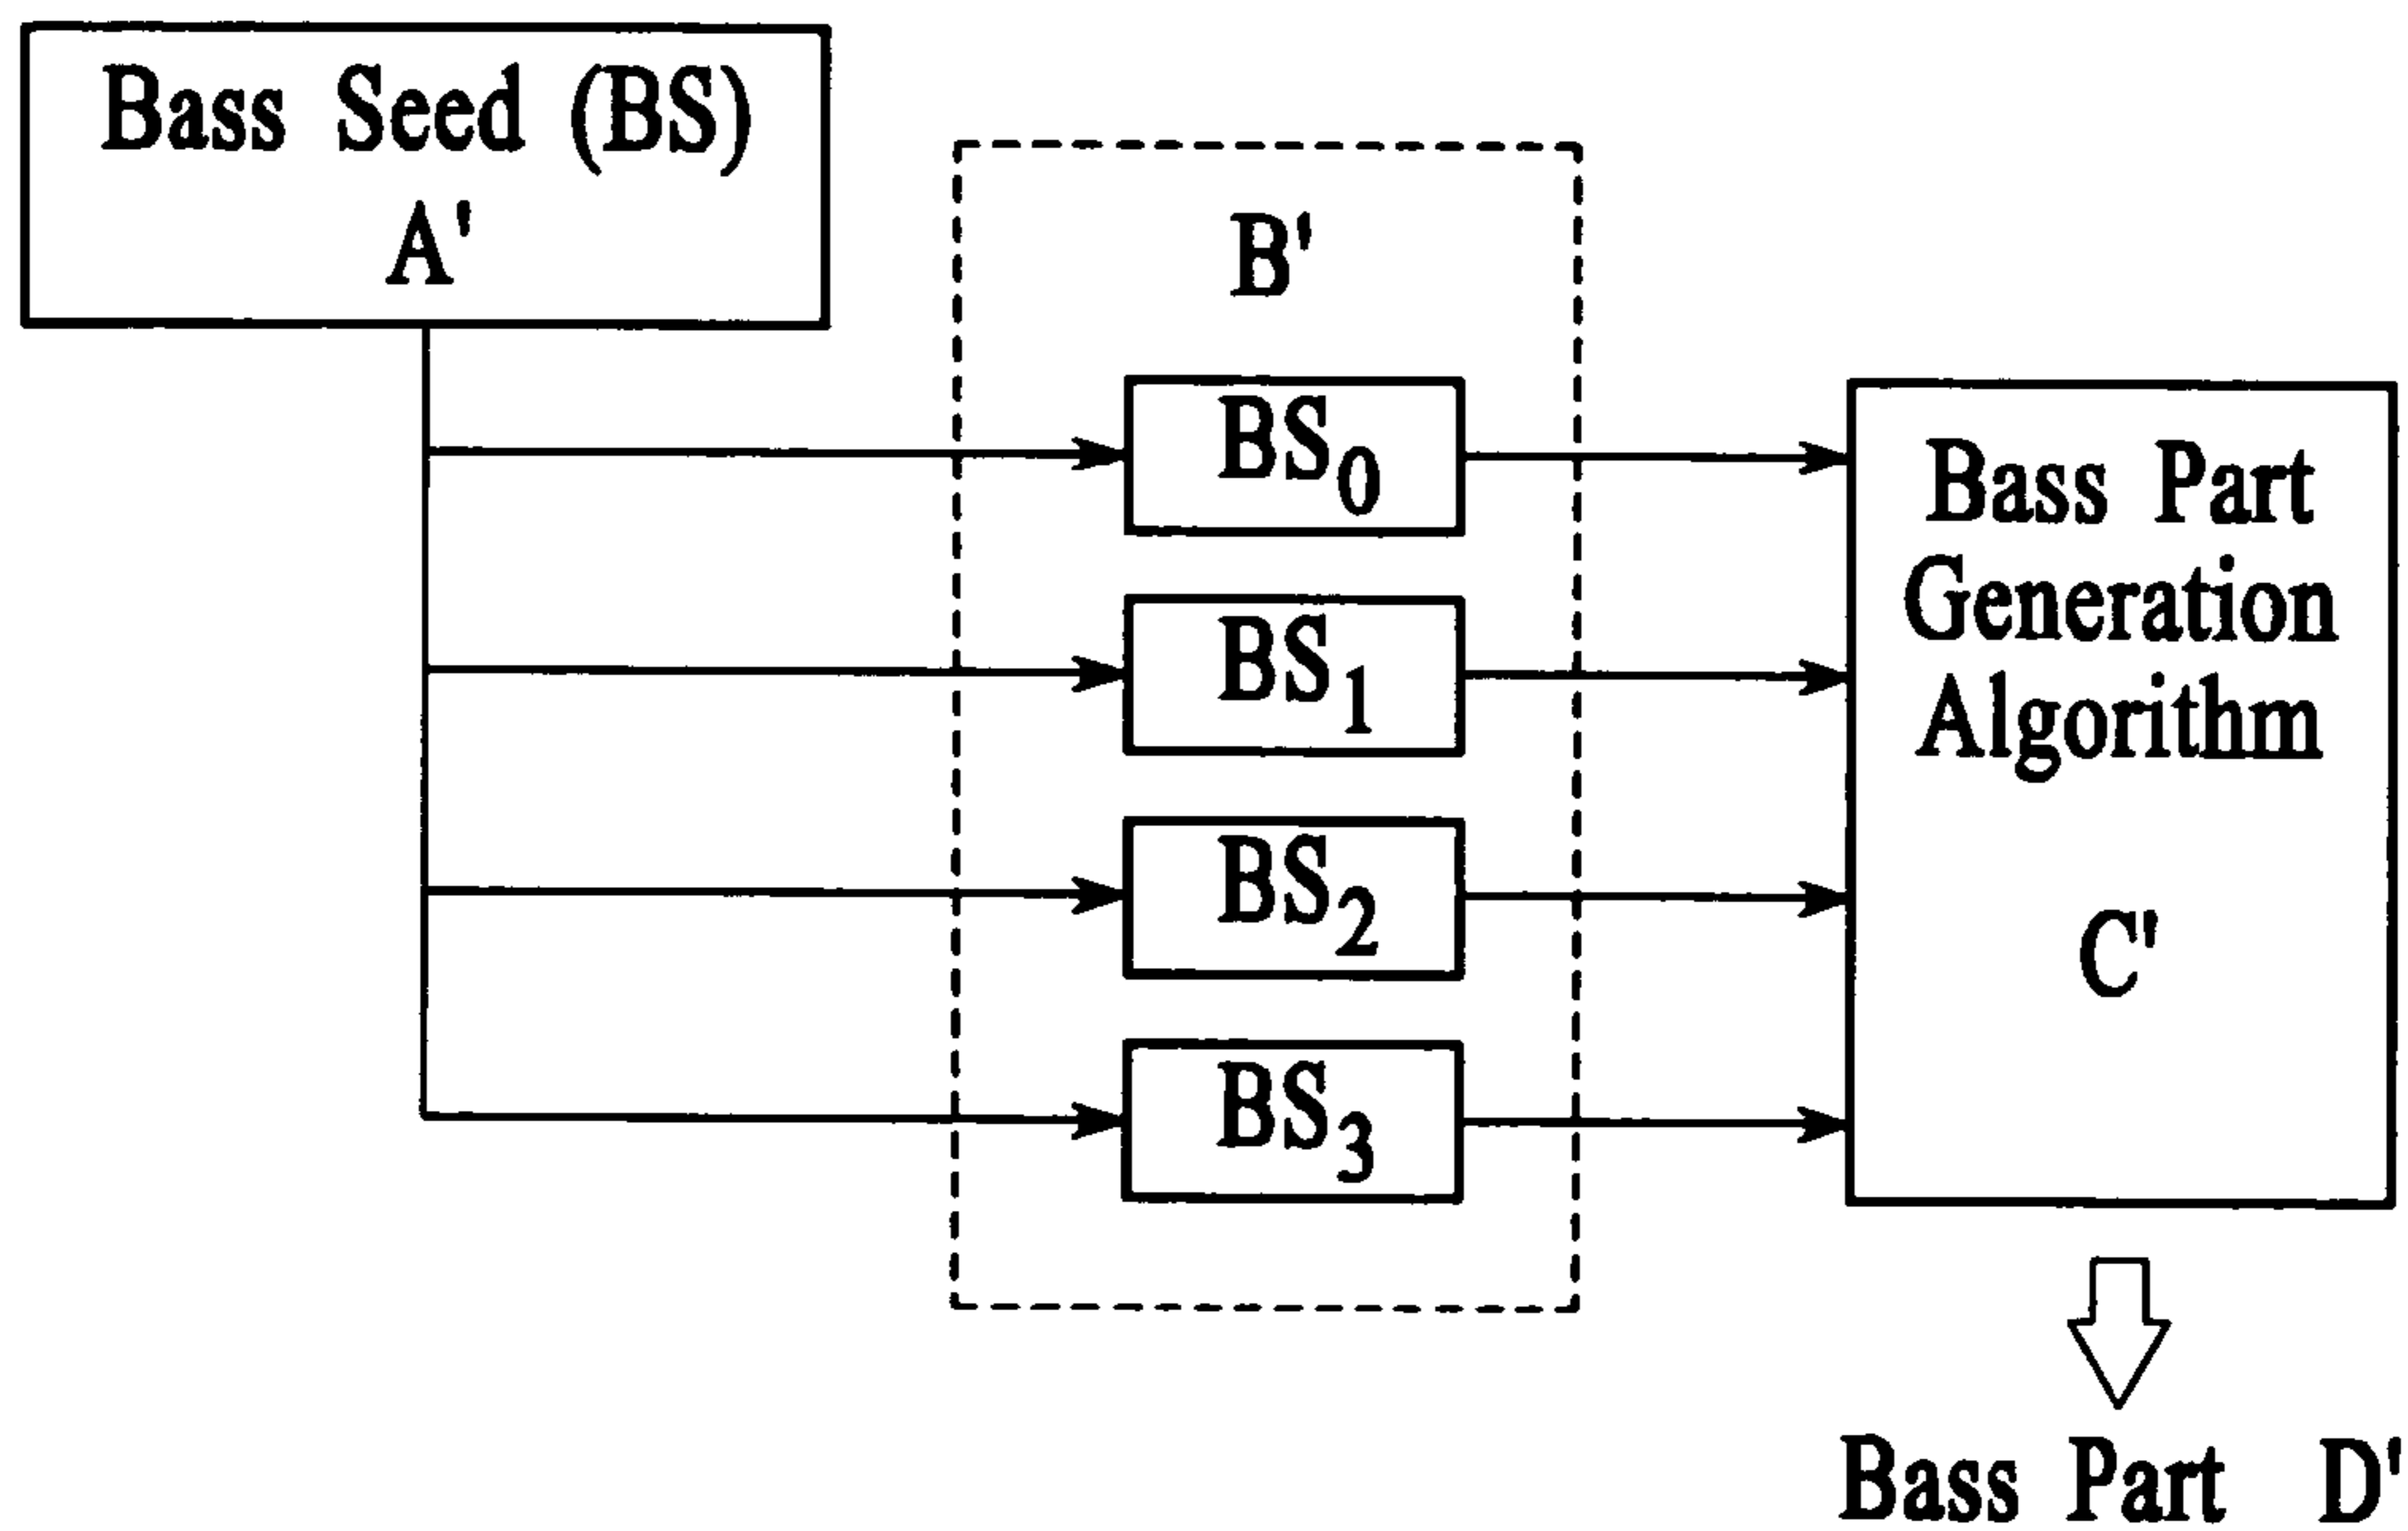 Bass Seed (BS)
A'
B'
BS0
BS1
BS2
BS3
Bass Part
Generation
Algorithm
C'
Bass Part D'